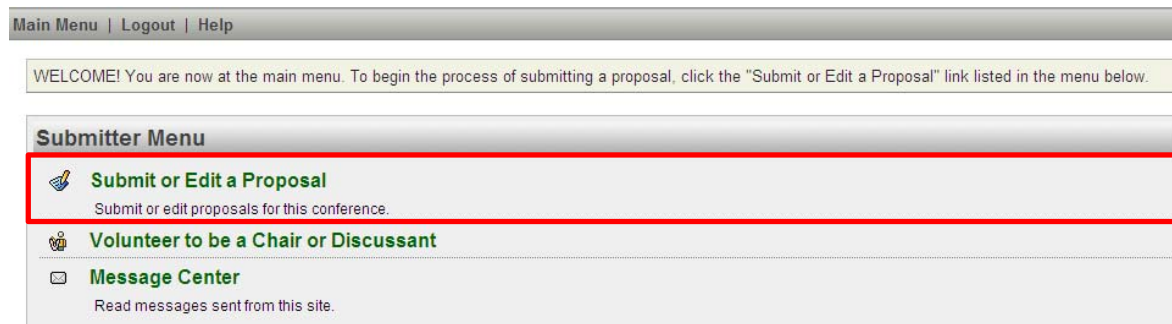 Main Menu | Logout | Help
WELCOME! You are now at the main menu. To begin the process of submitting a proposal, click the "Submit or Edit a Proposal" link listed in the menu below.
Submitter Menu
Submit or Edit a Proposal
Submit or edit proposals for this conference.
Volunteer to be a Chair or Discussant
Message Center
Read messages sent from this site.